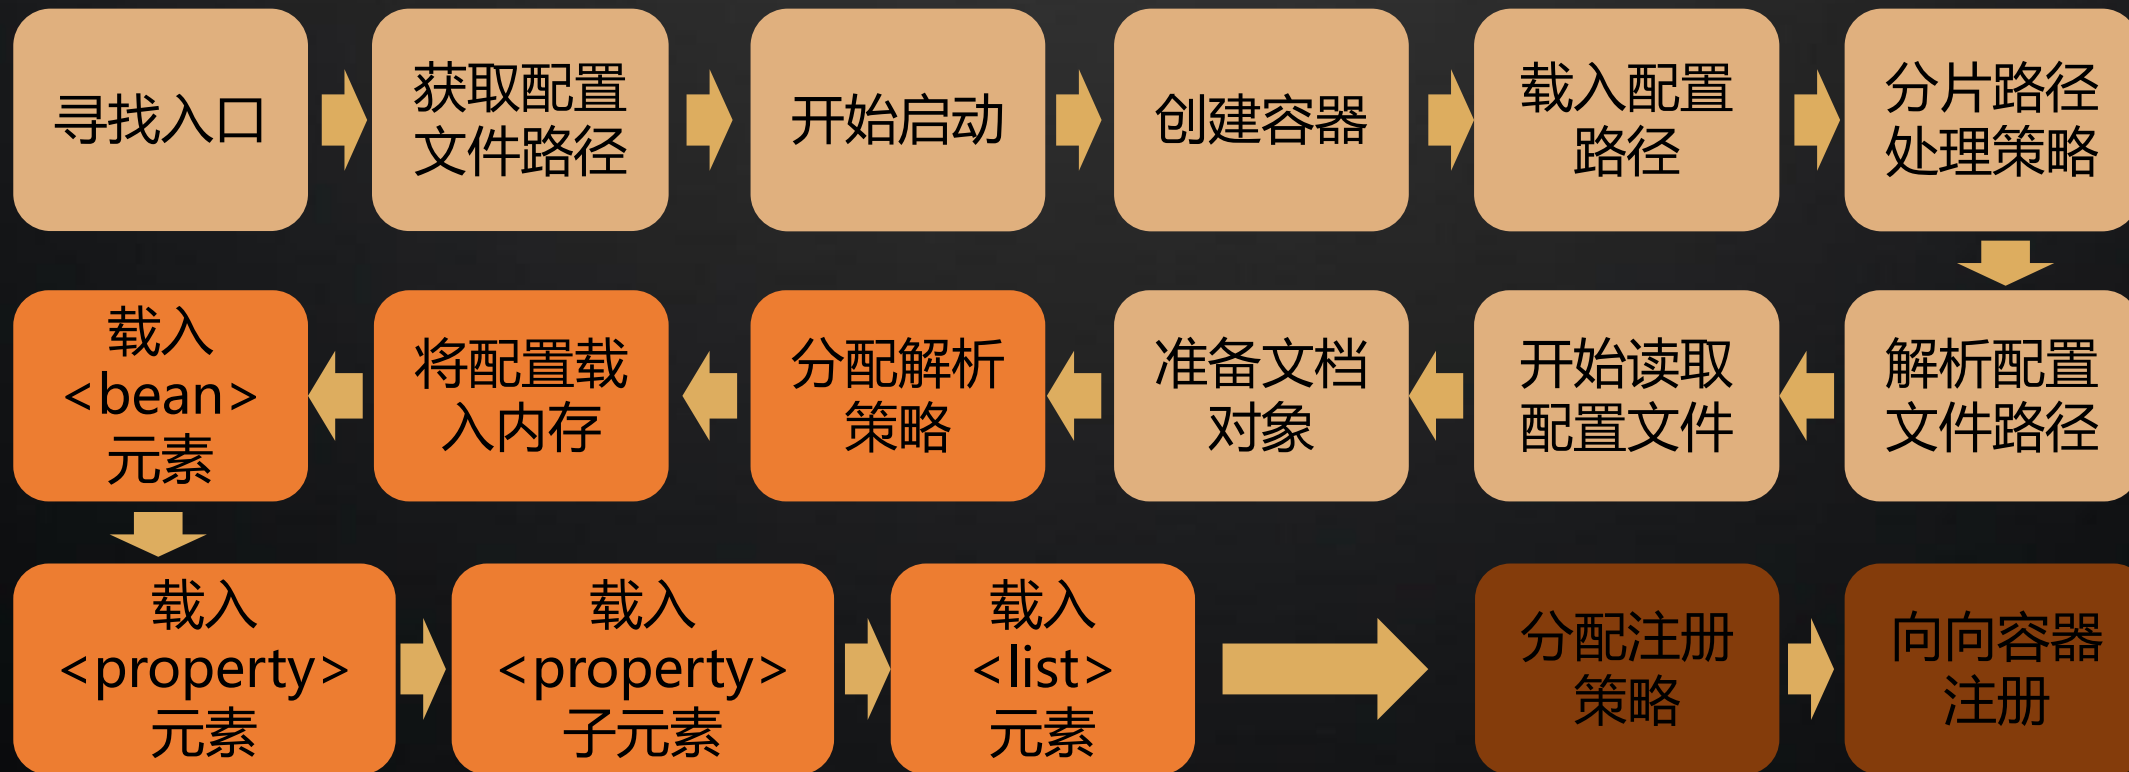 寻找入口
获取配置
文件路径
开始启动
创建容器
载入配置
路径
分片路径
处理策略
解析配置
文件路径
开始读取
配置文件
准备文档
对象
分配解析
策略
将配置载
入内存
载入
<bean>
元素
载入
<property>
元素
载入
<property>
子元素
载入
<list>
元素
分配注册
策略
向向容器
注册